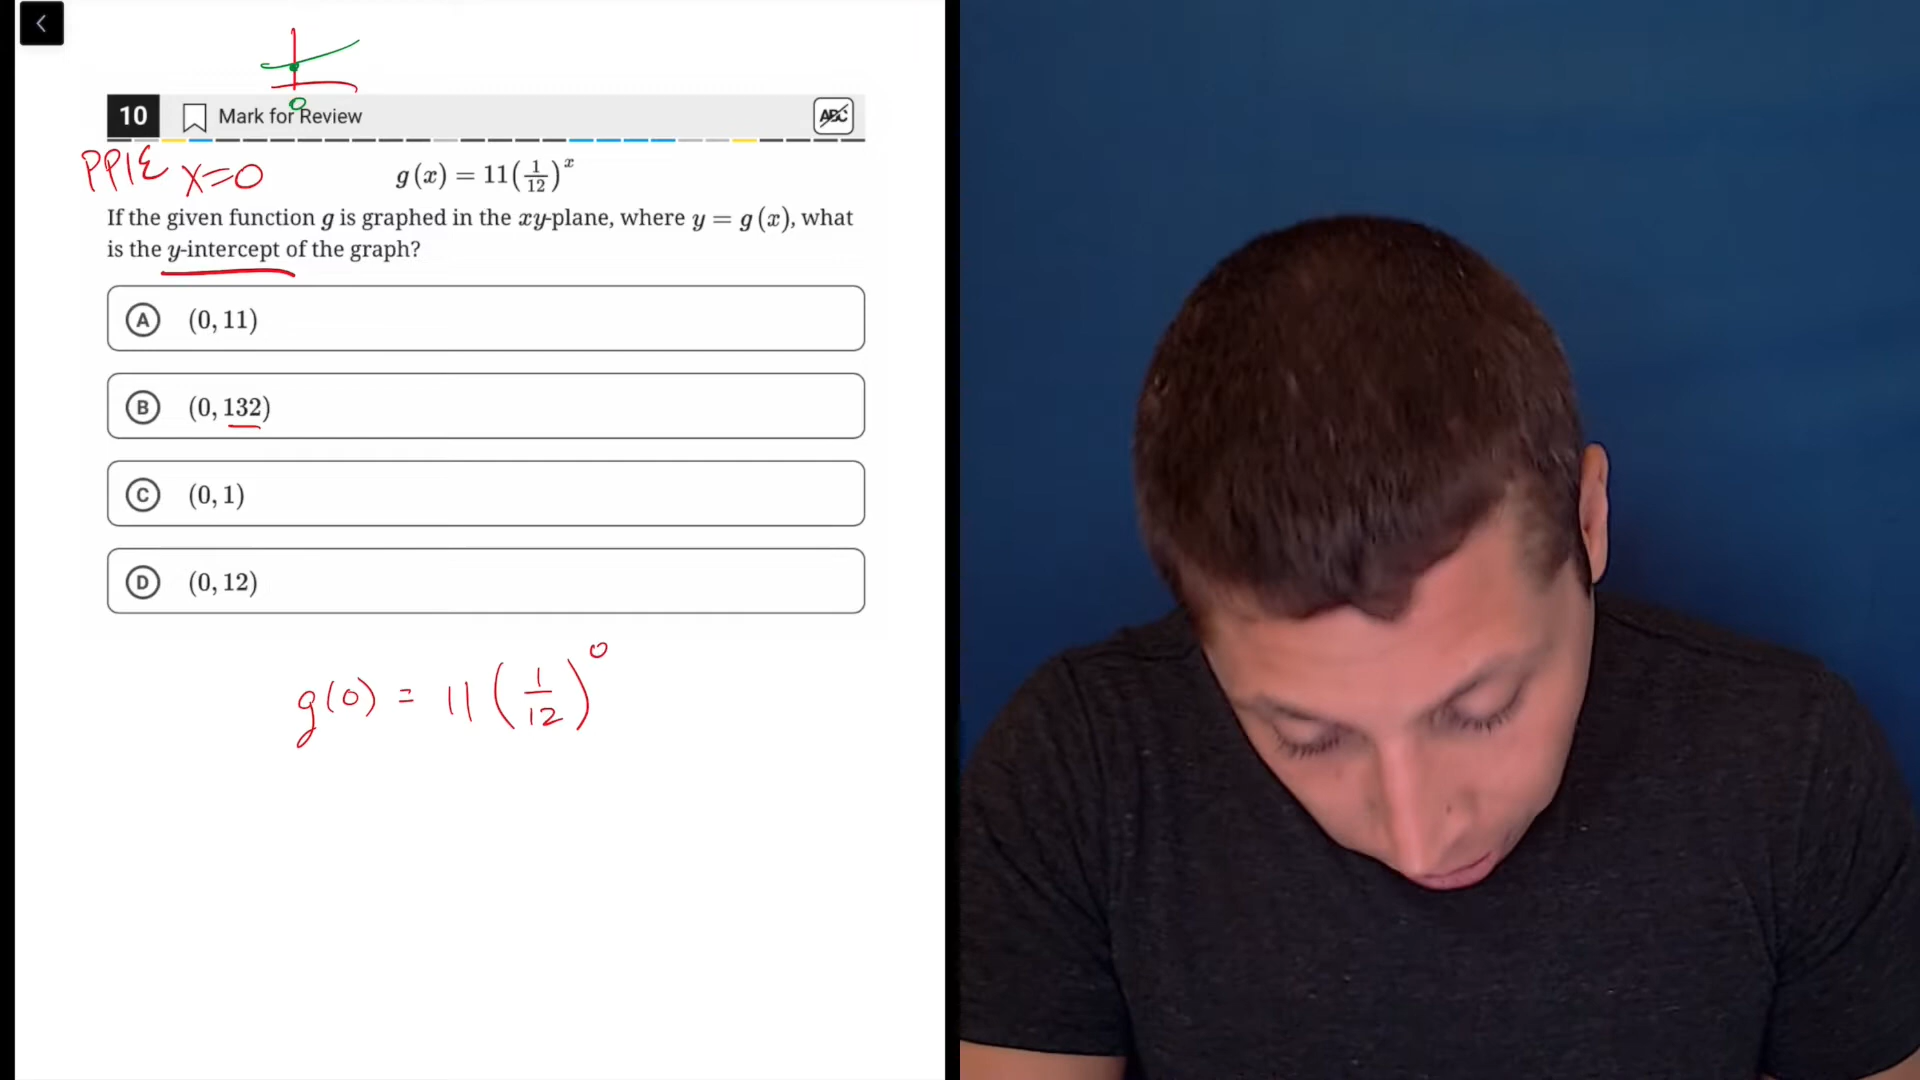 10 Mark for Review ABC
PPIE x=0 g(x) = 11(1/12)^x
If the given function g is graphed in the xy-plane, where y = g(x), what
is the y-intercept of the graph?
A (0, 11)
B (0, 132)
C (0, 1)
D (0, 12)
g(0) = 11(1/12)^0